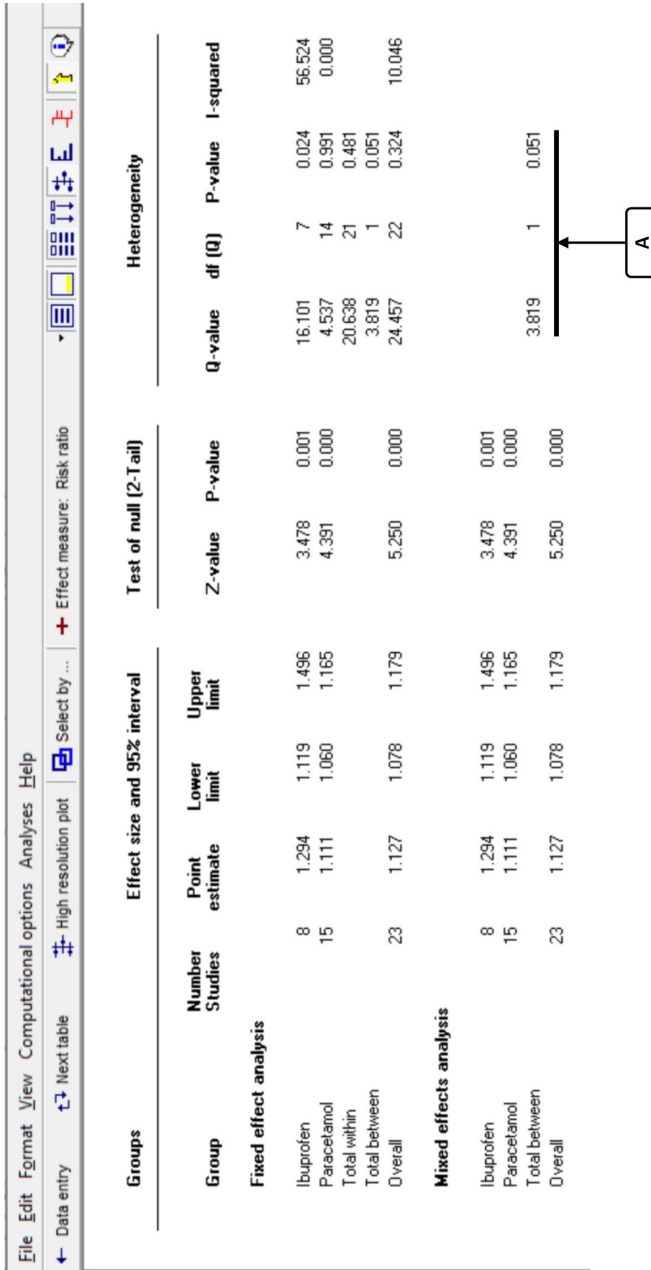 File Edit Format View Computational options Analyses Help
← Data entry Next table High resolution plot Select by ... + Effect measure: Risk ratio
Groups Effect size and 95% interval Test of null (2-Tail) Heterogeneity
Group Number Studies Point estimate Lower limit Upper limit Z-value P-value Q-value df (Q) P-value I-squared
Fixed effect analysis
Ibuprofen 8 1.294 1.119 1.496 3.478 0.001 16.101 7 0.024 56.524
Paracetamol 15 1.111 1.060 1.165 4.391 0.000 4.537 14 0.991 0.000
Total within 20.638 21 0.481
Total between 3.819 1 0.051
Overall 23 1.127 1.078 1.179 5.250 0.000 24.457 22 0.324 10.046
Mixed effects analysis
Ibuprofen 8 1.294 1.119 1.496 3.478 0.001
Paracetamol 15 1.111 1.060 1.165 4.391 0.000
Total between 3.819 1 0.051
Overall 23 1.127 1.078 1.179 5.250 0.000
A